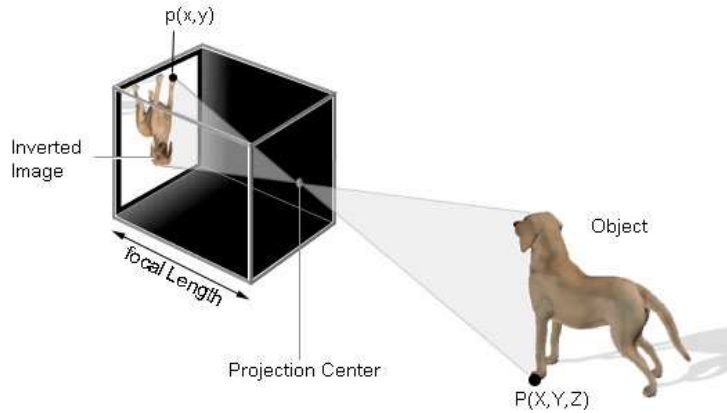 p(x,y)
Inverted
Image
Object
focal Length
Projection Center
P(X,Y,Z)